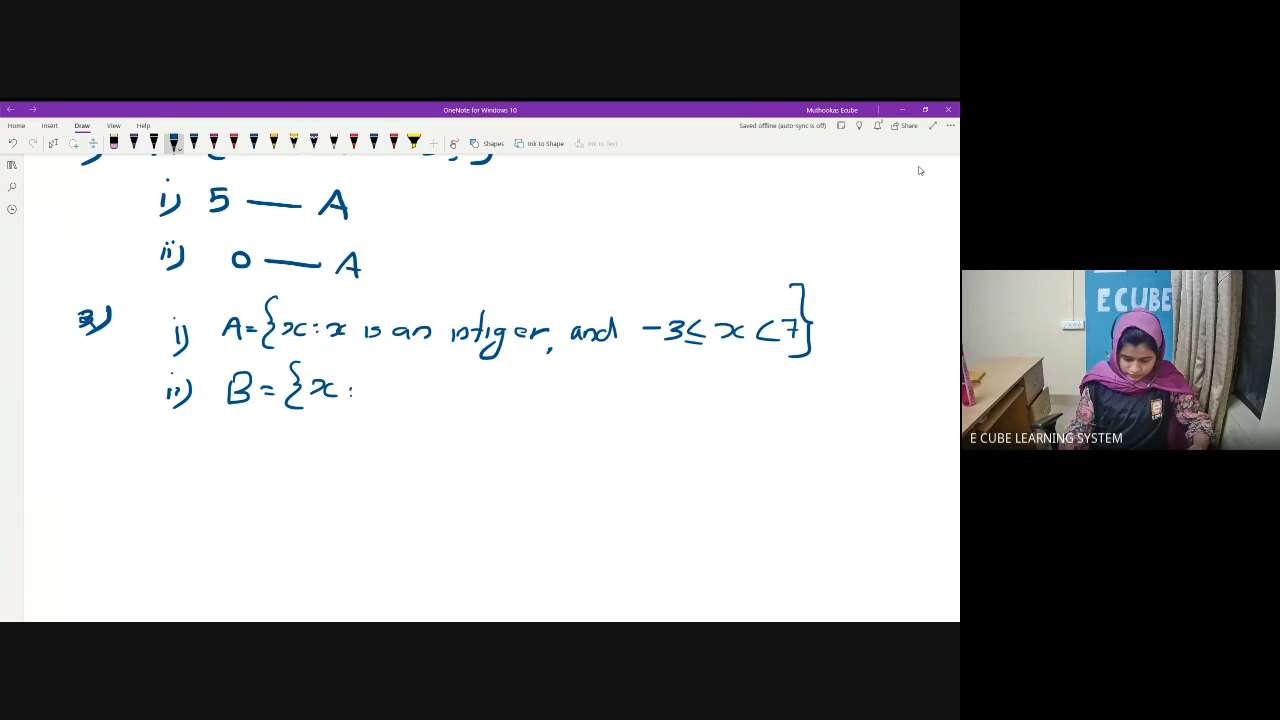 OneNote for Windows 10
Muthookas Ecube
Home Insert Draw View Help
Saved offline (auto-sync is off)
Share
Shapes
Ink to Shape
Ink to Text
i) 5 — A
ii) 0 — A
3)
i) A={x:x is an intiger, and -3≤x<7}
ii) B={x:
E CUBE
E CUBE LEARNING SYSTEM